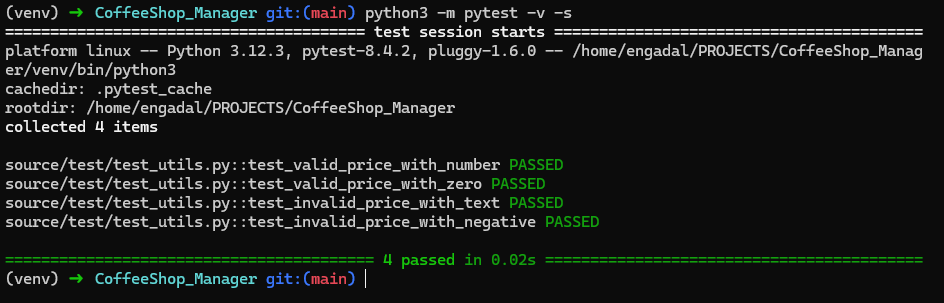 (venv) ➜ CoffeeShop_Manager git:(main) python3 -m pytest -v -s
======================================== test session starts =========================================
platform linux -- Python 3.12.3, pytest-8.4.2, pluggy-1.6.0 -- /home/engadal/PROJECTS/CoffeeShop_Manag
er/venv/bin/python3
cachedir: .pytest_cache
rootdir: /home/engadal/PROJECTS/CoffeeShop_Manager
collected 4 items
source/test/test_utils.py::test_valid_price_with_number PASSED
source/test/test_utils.py::test_valid_price_with_zero PASSED
source/test/test_utils.py::test_invalid_price_with_text PASSED
source/test/test_utils.py::test_invalid_price_with_negative PASSED
========================================= 4 passed in 0.02s ==========================================
(venv) ➜ CoffeeShop_Manager git:(main)